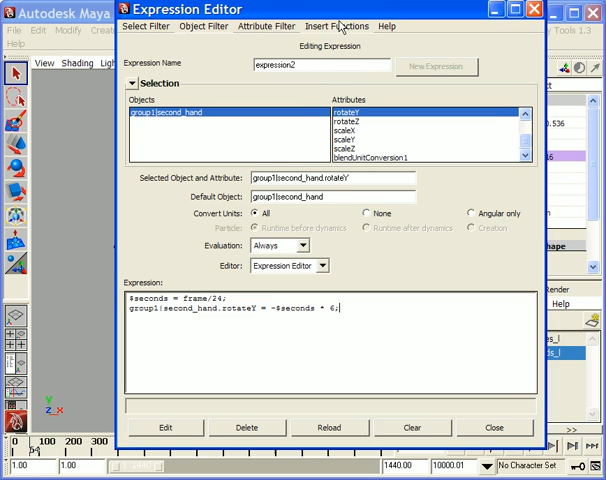 Autodesk Maya
Expression Editor
File Edit M
Help
Select Filter Object Filter Attribute Filter Insert Functions Help
y Tools 1.3
View Shading Ligh
Editing Expression
Expression Name expression2 New Expression
Selection
Objects Attributes
group1|second_hand
rotateY
rotateZ
scaleX
scaleY
scaleZ
blendUnitConversion1
Selected Object and Attribute: group1|second_hand.rotateY
Default Object: group1|second_hand
Convert Units: All None Angular only
Particle: Runtime before dynamics Runtime after dynamics Creation
Evaluation: Always
Editor: Expression Editor
Expression:
$seconds = frame/24;
group1|second_hand.rotateY = -$seconds * 6;
Edit Delete Reload Clear Close
ct
0.536
16
hape
Render
Help
es_l
ds_l
>>
y
z x
0 100 200 300
1.00 1.00 1440 1440.00 10000.01 No Character Set